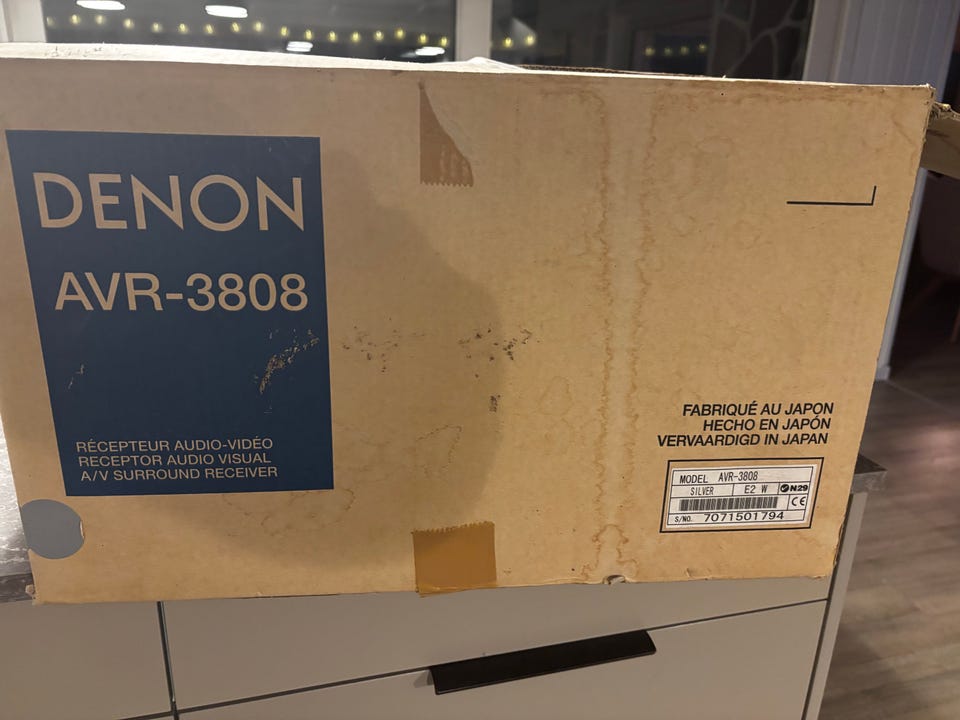 DENON
AVR-3808
RÉCEPTEUR AUDIO-VIDÉO
RECEPTOR AUDIO VISUAL
A/V SURROUND RECEIVER
FABRIQUÉ AU JAPON
HECHO EN JAPÓN
VERVAARDIGD IN JAPAN
MODEL AVR-3808
SILVER E2 W N29
CE
S/NO. 7071501794